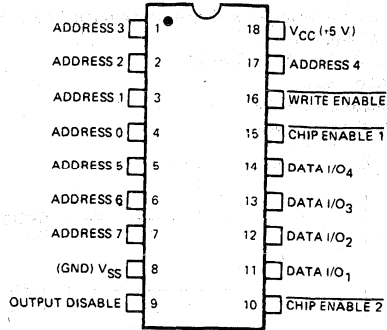 ADDRESS 3 1 18 VCC (+5 V)
ADDRESS 2 2 17 ADDRESS 4
ADDRESS 1 3 16 WRITE ENABLE
ADDRESS 0 4 15 CHIP ENABLE 1
ADDRESS 5 5 14 DATA I/O4
ADDRESS 6 6 13 DATA I/O3
ADDRESS 7 7 12 DATA I/O2
(GND) VSS 8 11 DATA I/O1
OUTPUT DISABLE 9 10 CHIP ENABLE 2